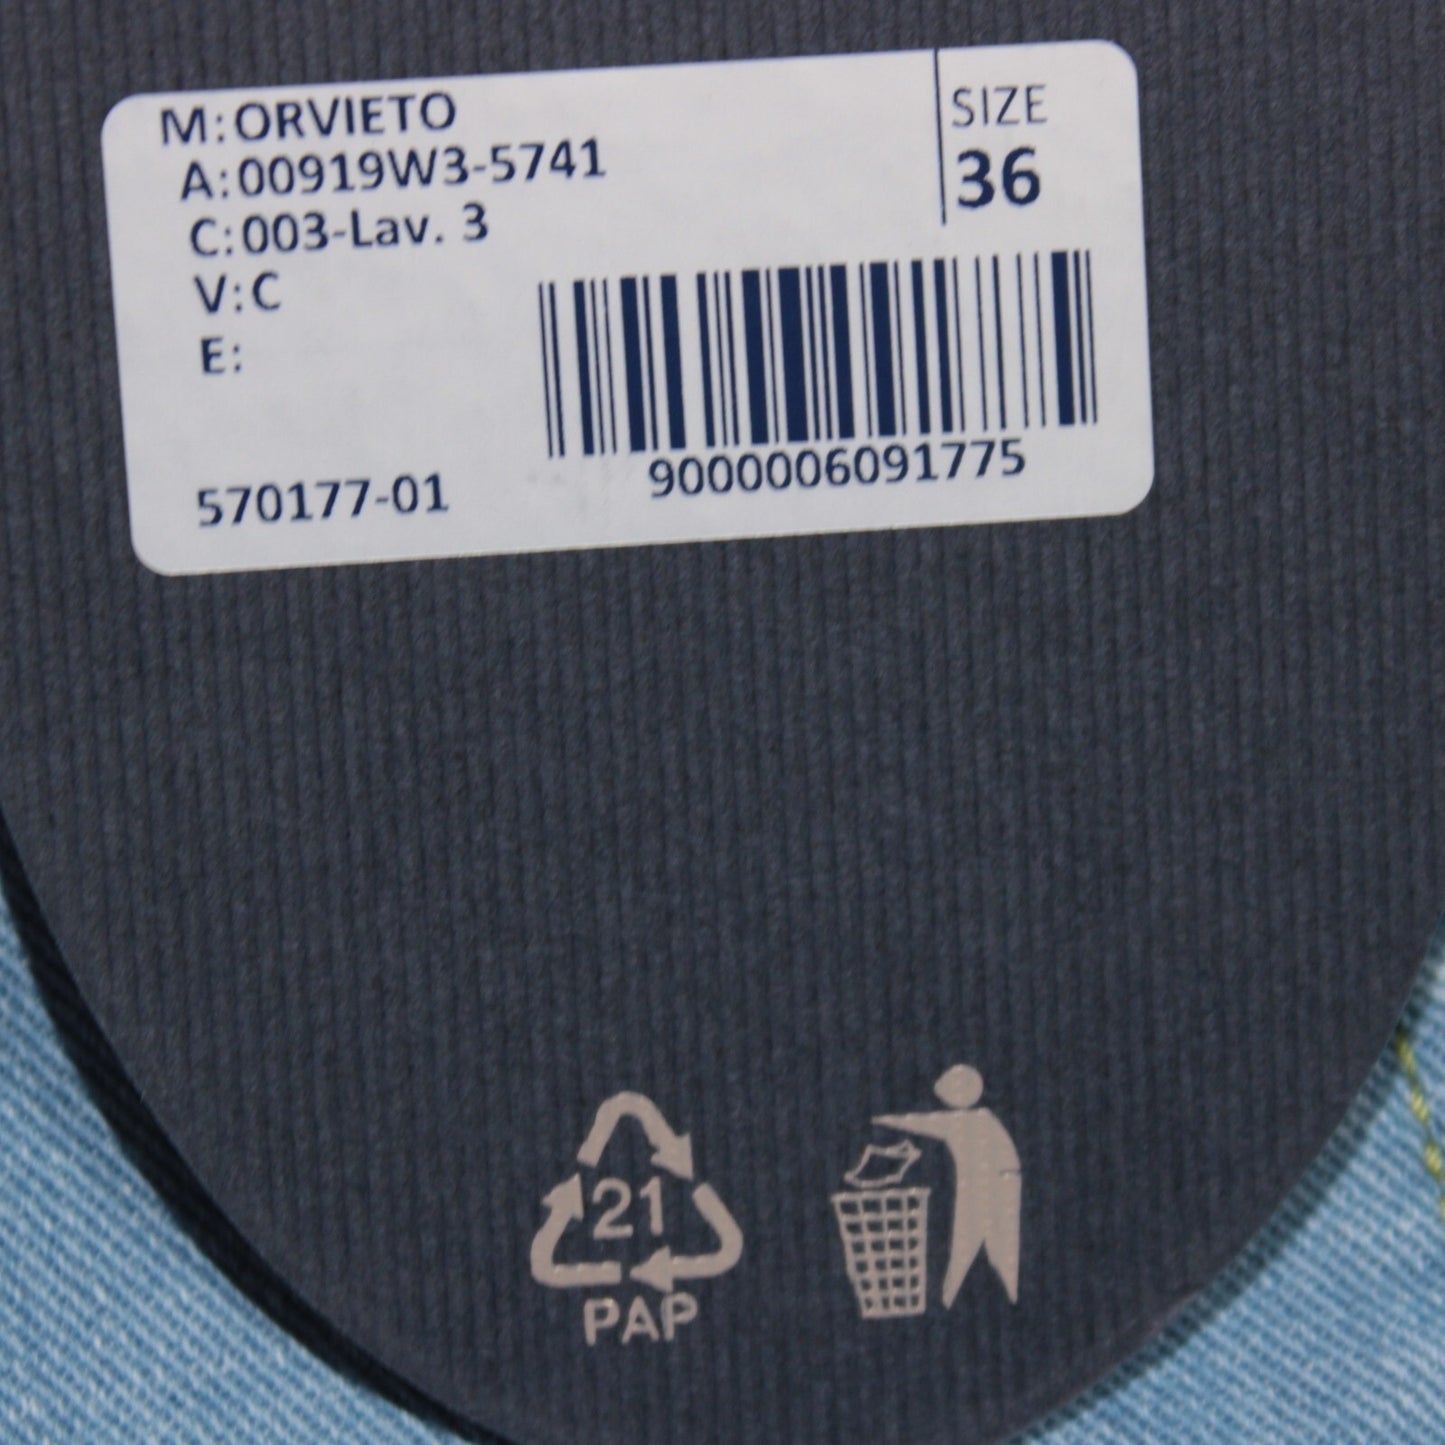 M:ORVIETO
A:00919W3-5741
C:003-Lav. 3
V:C
E:
SIZE
36
570177-01
9000006091775
21
PAP